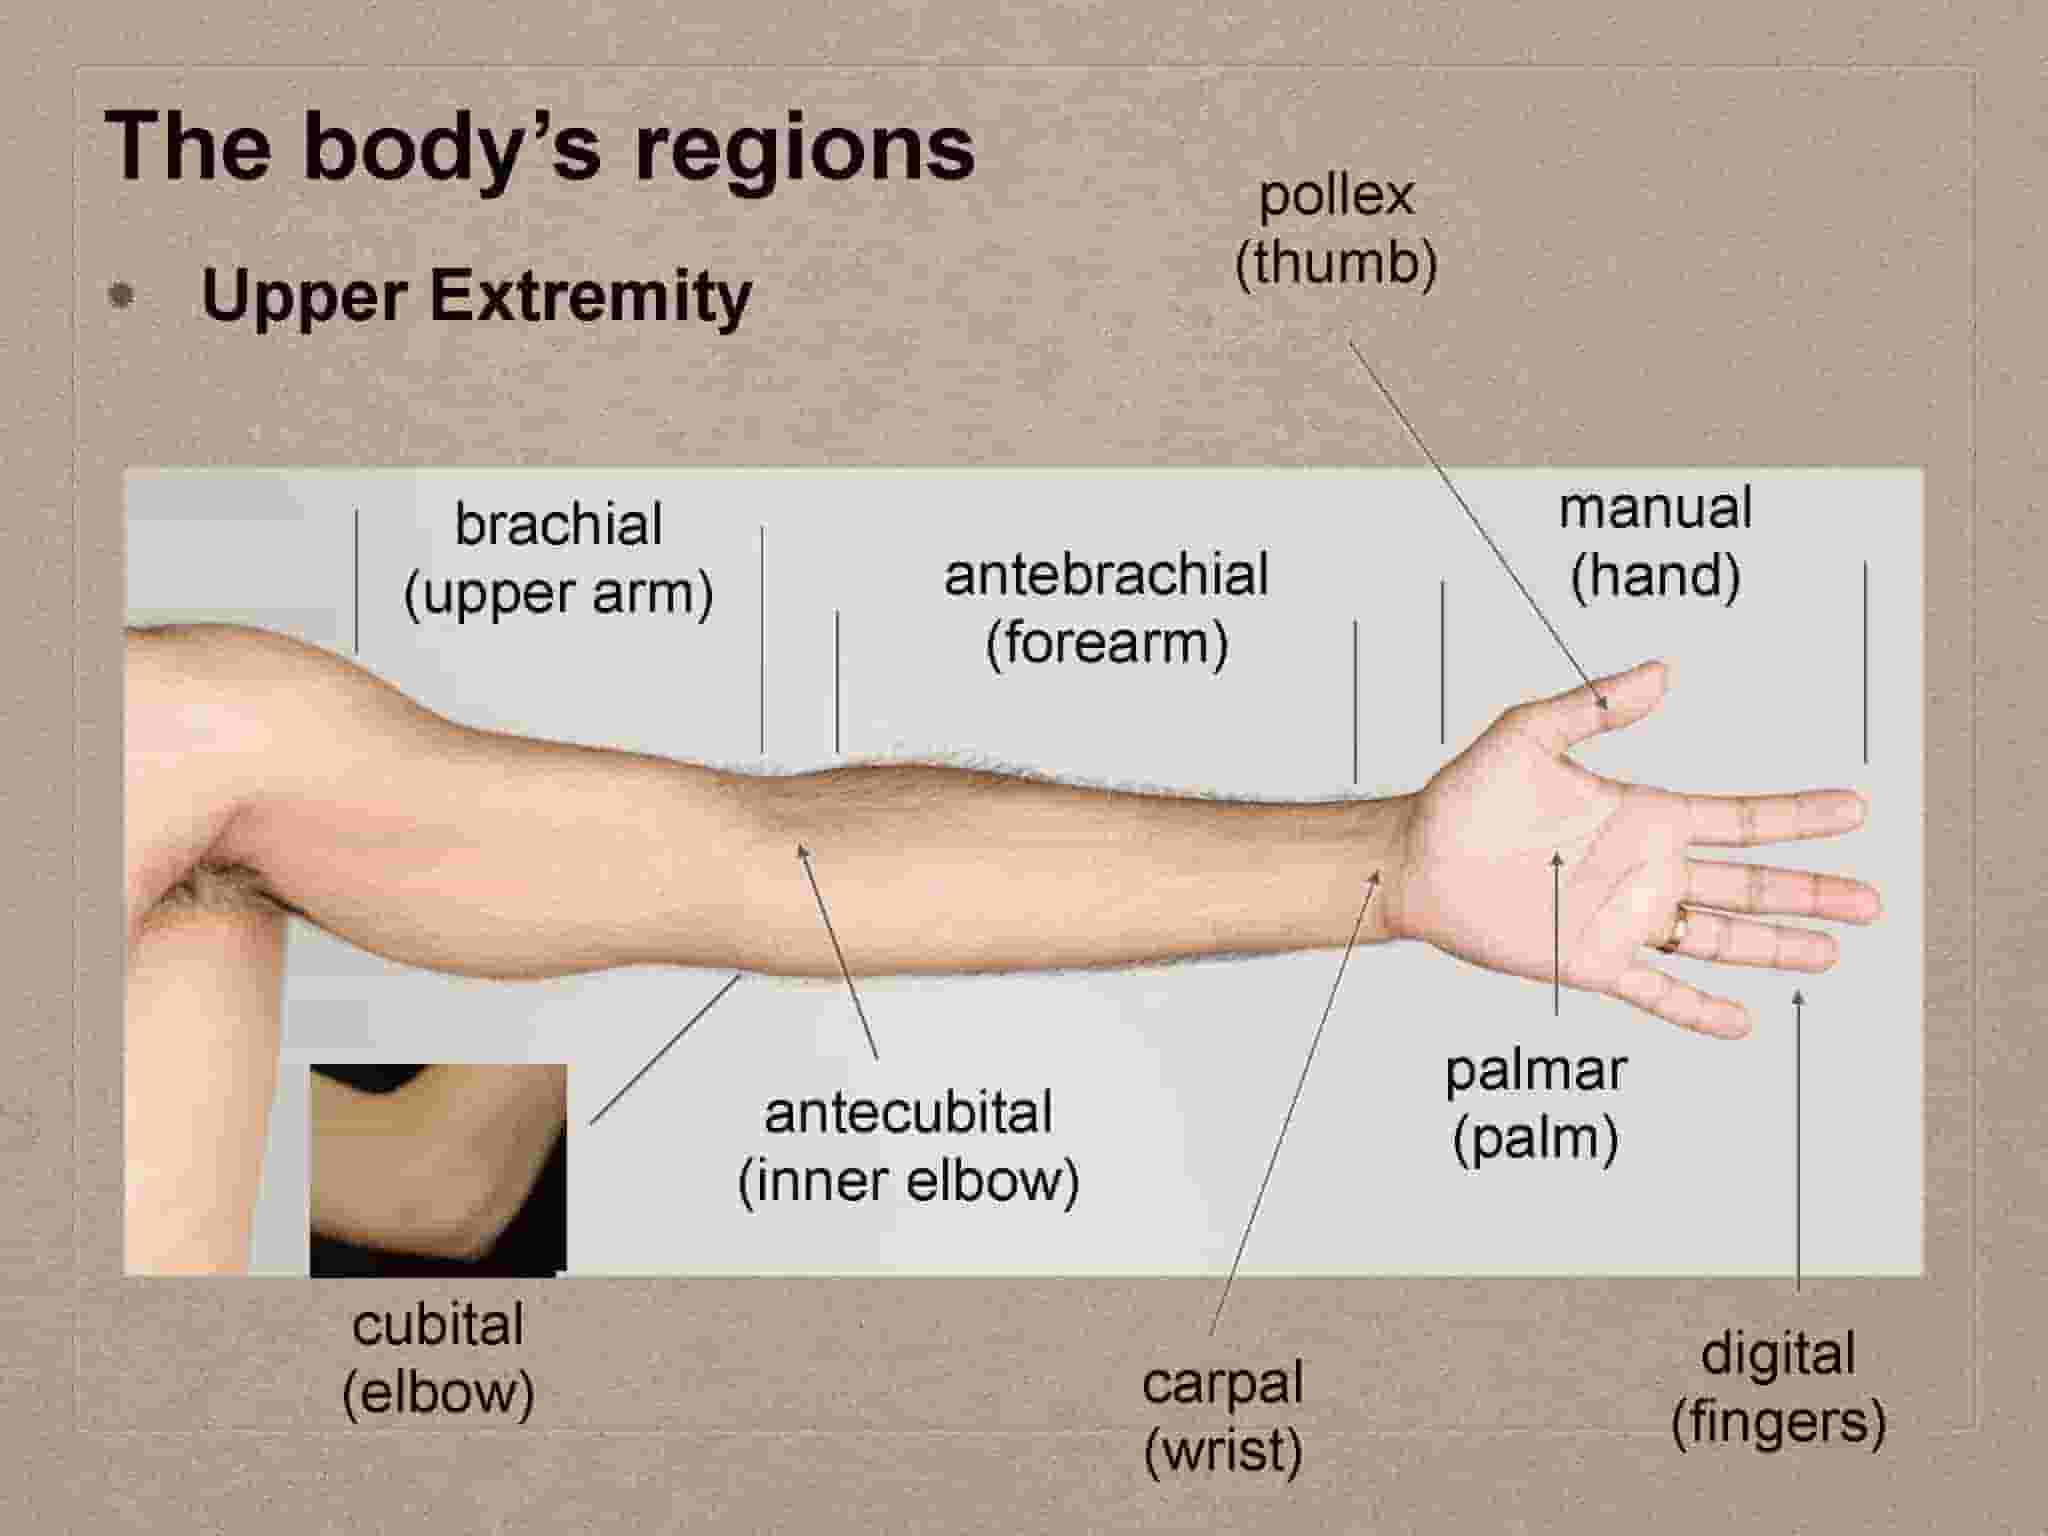 The body’s regions
• Upper Extremity
pollex
(thumb)
brachial
(upper arm)
antebrachial
(forearm)
manual
(hand)
antecubital
(inner elbow)
palmar
(palm)
cubital
(elbow)
carpal
(wrist)
digital
(fingers)